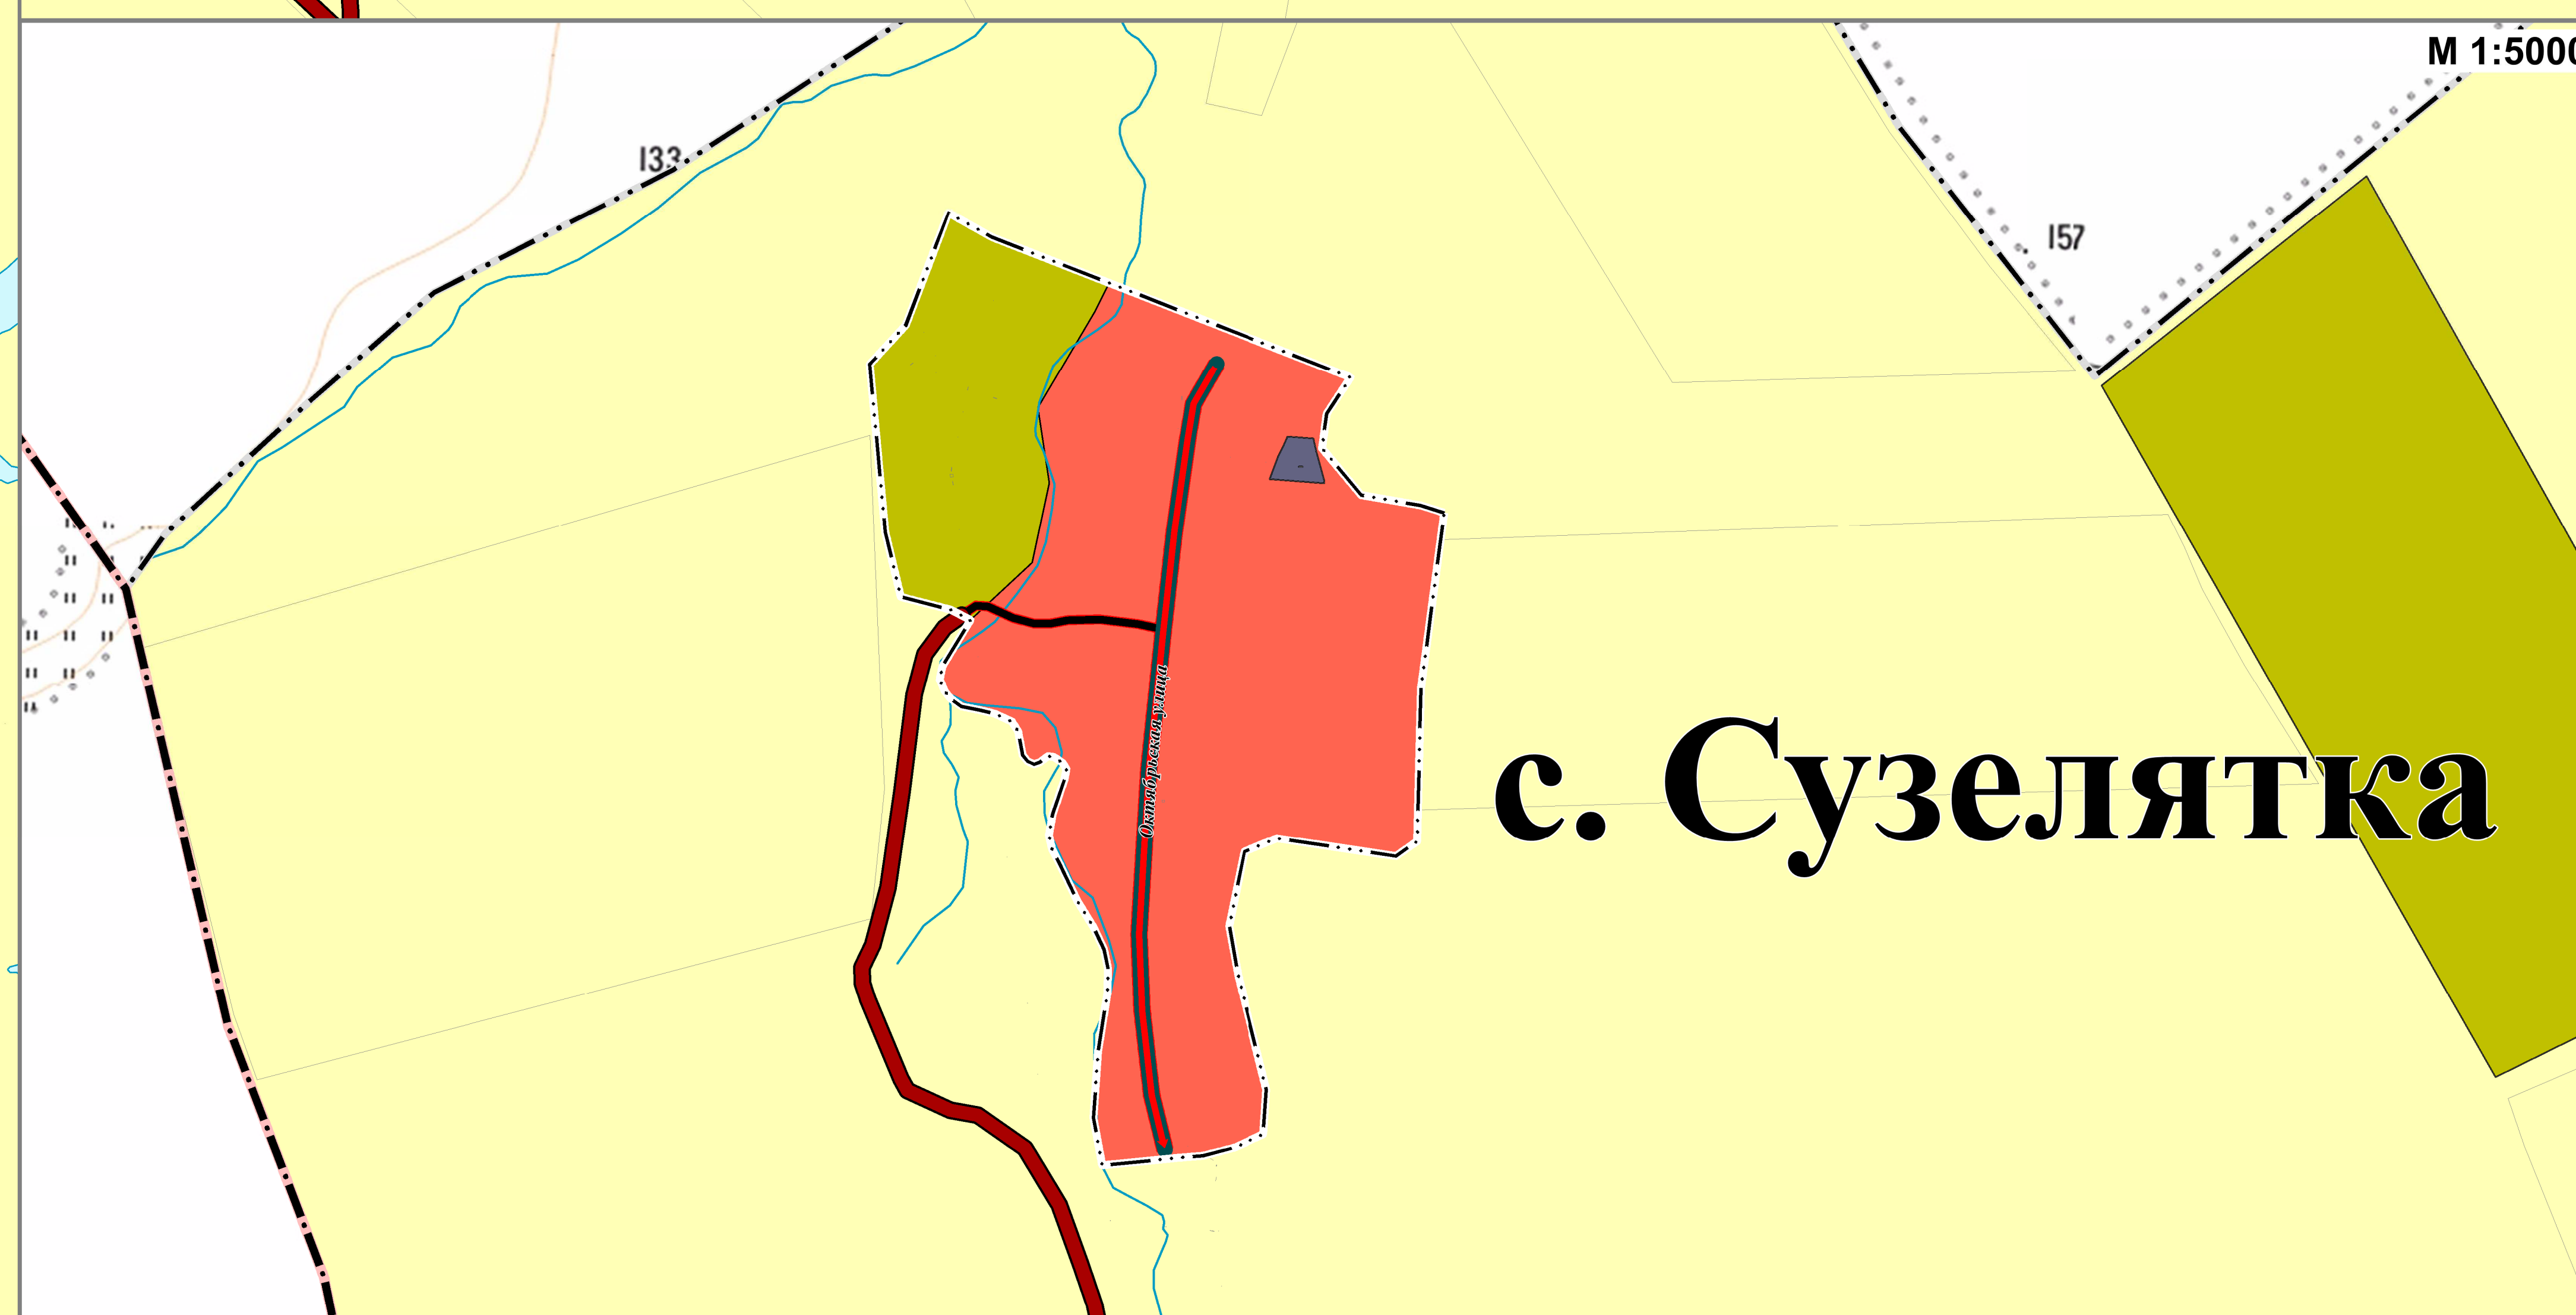 М 1:5000
133
157
с. Сузелятка
Октябрьская улица